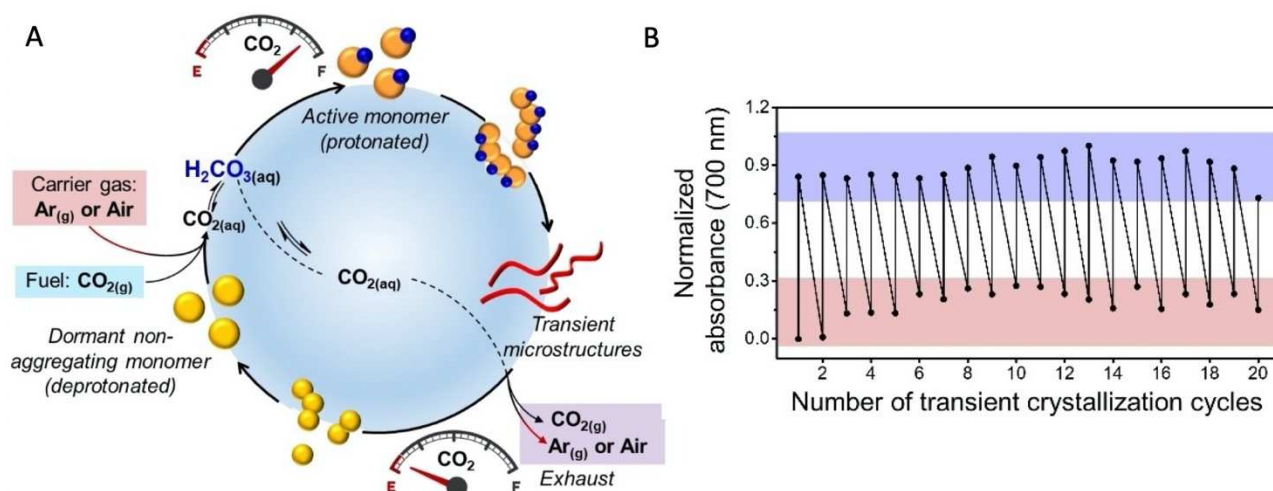 A
CO2
E
F
Active monomer
(protonated)
H2CO3(aq)
Carrier gas:
Ar(g) or Air
CO2(aq)
Fuel: CO2(g)
CO2(aq)
Dormant non-
aggregating monomer
(deprotonated)
Transient
microstructures
CO2(g)
Ar(g) or Air
Exhaust
CO2
E
F
B
Normalized
absorbance (700 nm)
1.2
0.9
0.6
0.3
0.0
2 4 6 8 10 12 14 16 18 20
Number of transient crystallization cycles